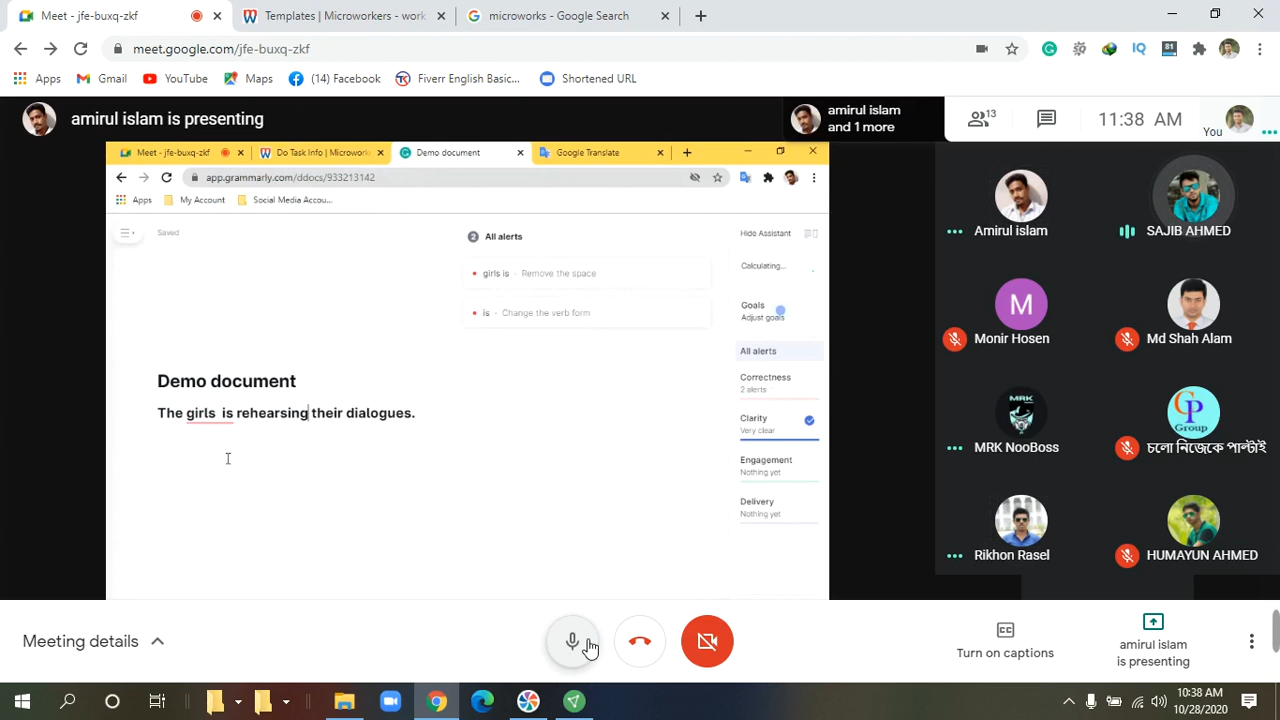 Meet - jfe-buxq-zkf
Templates | Microworkers - work
microworks - Google Search
meet.google.com/jfe-buxq-zkf
81
IQ
Apps
Gmail
YouTube
Maps
(14) Facebook
Fiverr English Basic...
Shortened URL
amirul islam is presenting
amirul islam
and 1 more
13
11:38 AM
You
Meet - jfe-buxq-zkf
Do Task Info | Microwork
Demo document
Google Translate
app.grammarly.com/ddocs/933213142
Apps
My Account
Social Media Accou...
Saved
2 All alerts
Hide Assistant
girls is · Remove the space
Calculating...
is · Change the verb form
Goals
Adjust goals
All alerts
Correctness
2 alerts
Clarity
Very clear
Engagement
Nothing yet
Delivery
Nothing yet
Demo document
The girls  is rehearsing their dialogues.
Amirul islam
SAJIB AHMED
M
Monir Hosen
Md Shah Alam
MRK
MRK NooBoss
CP
Group
চলো নিজেকে পাল্টাই
Rikhon Rasel
HUMAYUN AHMED
Meeting details
CC
Turn on captions
amirul islam
is presenting
10:38 AM
10/28/2020